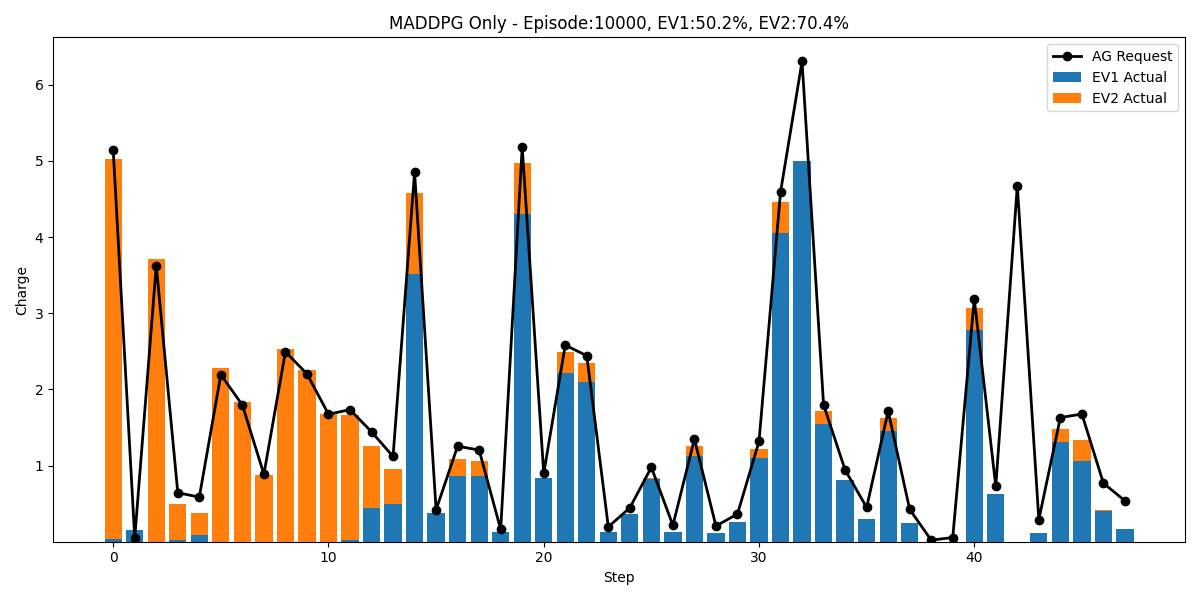 MADDPG Only - Episode:10000, EV1:50.2%, EV2:70.4%
AG Request
EV1 Actual
EV2 Actual
Charge
6
5
4
3
2
1
0
10
20
30
40
Step